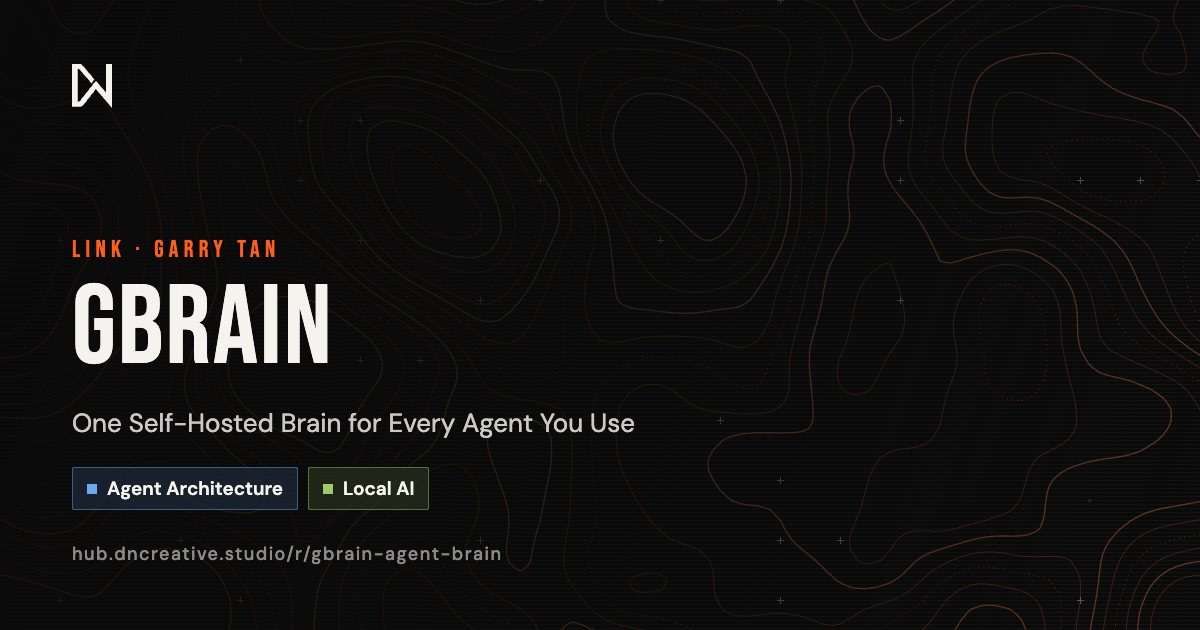 LINK · GARRY TAN
GBRAIN
One Self-Hosted Brain for Every Agent You Use
Agent Architecture
Local AI
hub.dncreative.studio/r/gbrain-agent-brain